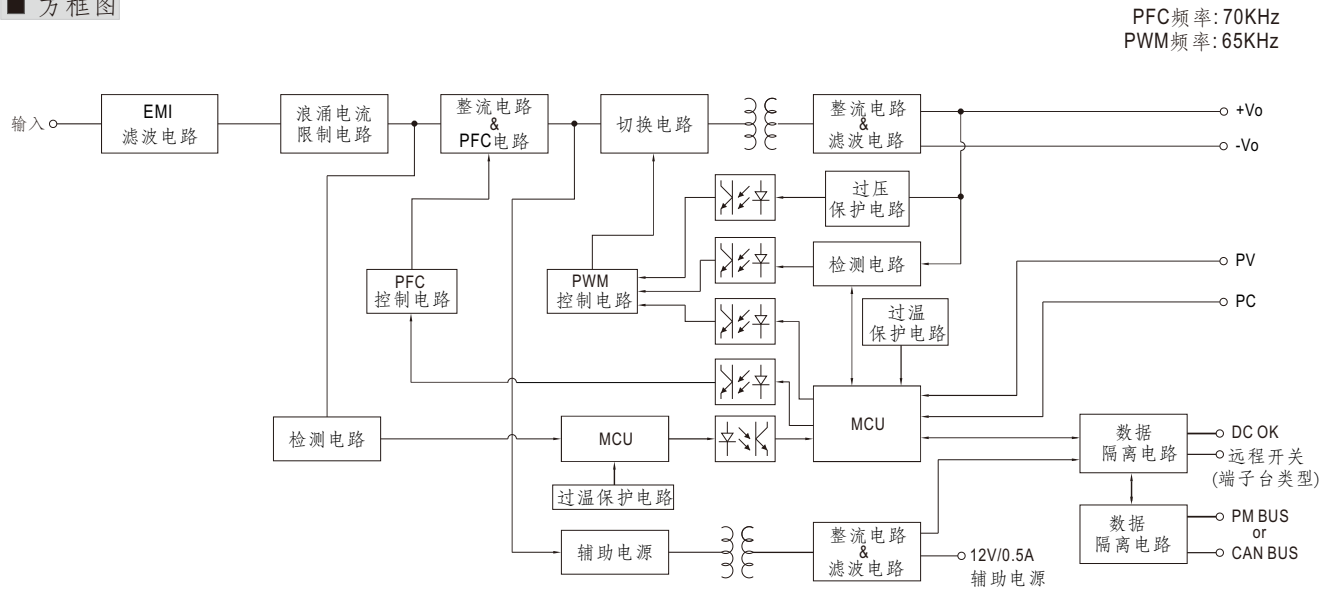 ■ 方框图
PFC频率: 70KHz
PWM频率: 65KHz
输入
EMI
滤波电路
浪涌电流
限制电路
整流电路
&
PFC电路
切换电路
整流电路
&
滤波电路
+Vo
-Vo
过压
保护电路
PFC
控制电路
PWM
控制电路
检测电路
PV
过温
保护电路
PC
检测电路
MCU
MCU
数据
隔离电路
DC OK
远程开关
(端子台类型)
过温保护电路
辅助电源
整流电路
&
滤波电路
12V/0.5A
辅助电源
数据
隔离电路
PM BUS
or
CAN BUS